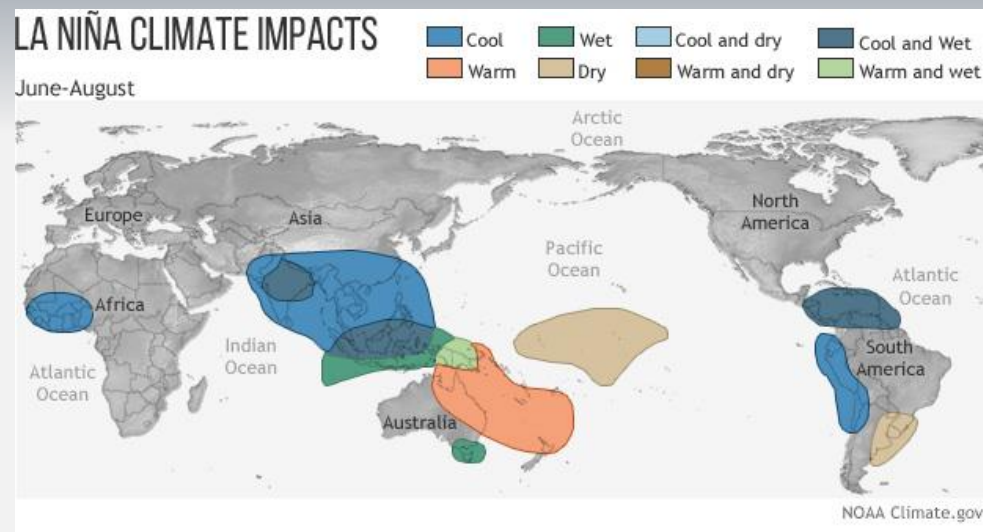 LA NIÑA CLIMATE IMPACTS
June-August
Cool
Wet
Cool and dry
Cool and Wet
Warm
Dry
Warm and dry
Warm and wet
Arctic
Ocean
Europe
Asia
North
America
Pacific
Ocean
Atlantic
Ocean
Africa
Indian
Ocean
South
America
Atlantic
Ocean
Australia
NOAA Climate.gov